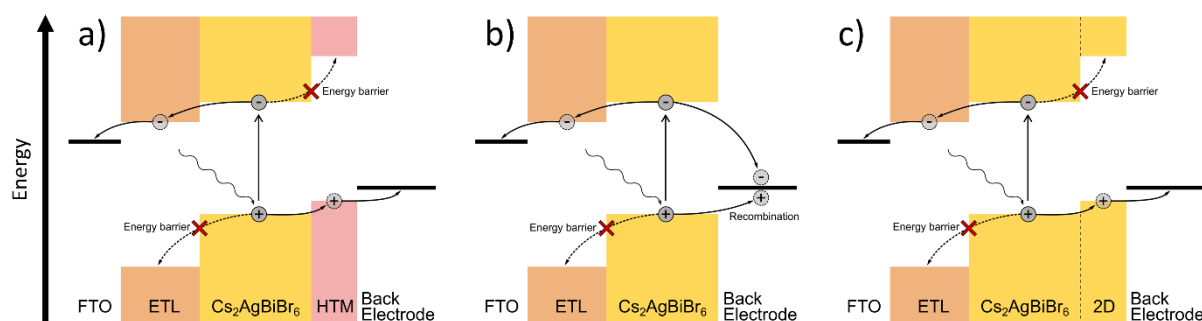 Energy
a)
-
Energy barrier
-
+
+
Energy barrier
FTO
ETL
Cs₂AgBiBr₆
HTM
Back
Electrode
b)
-
-
-
+
+
Recombination
Energy barrier
FTO
ETL
Cs₂AgBiBr₆
Back
Electrode
c)
-
Energy barrier
-
+
+
Energy barrier
FTO
ETL
Cs₂AgBiBr₆
2D
Back
Electrode